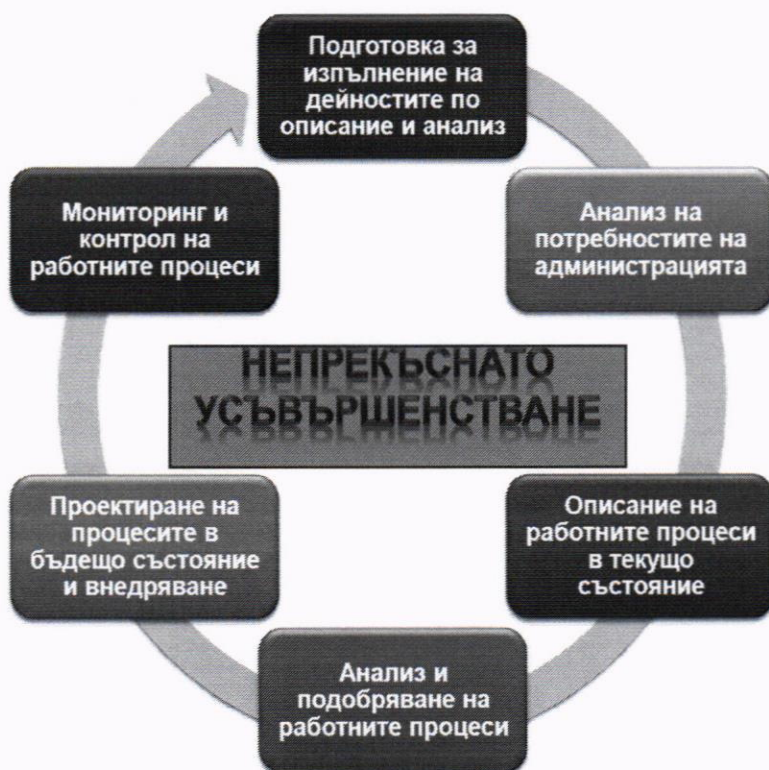 Подготовка за
изпълнение на
дейностите по
описание и анализ
Анализ на
потребностите на
администрацията
Описание на
работните процеси
в текущо
състояние
Анализ и
подобряване на
работните процеси
Проектиране на
процесите в
бъдещо състояние
и внедряване
Мониторинг и
контрол на
работните процеси
НЕПРЕКЪСНАТО
УСЪВЪРШЕНСТВАНЕ